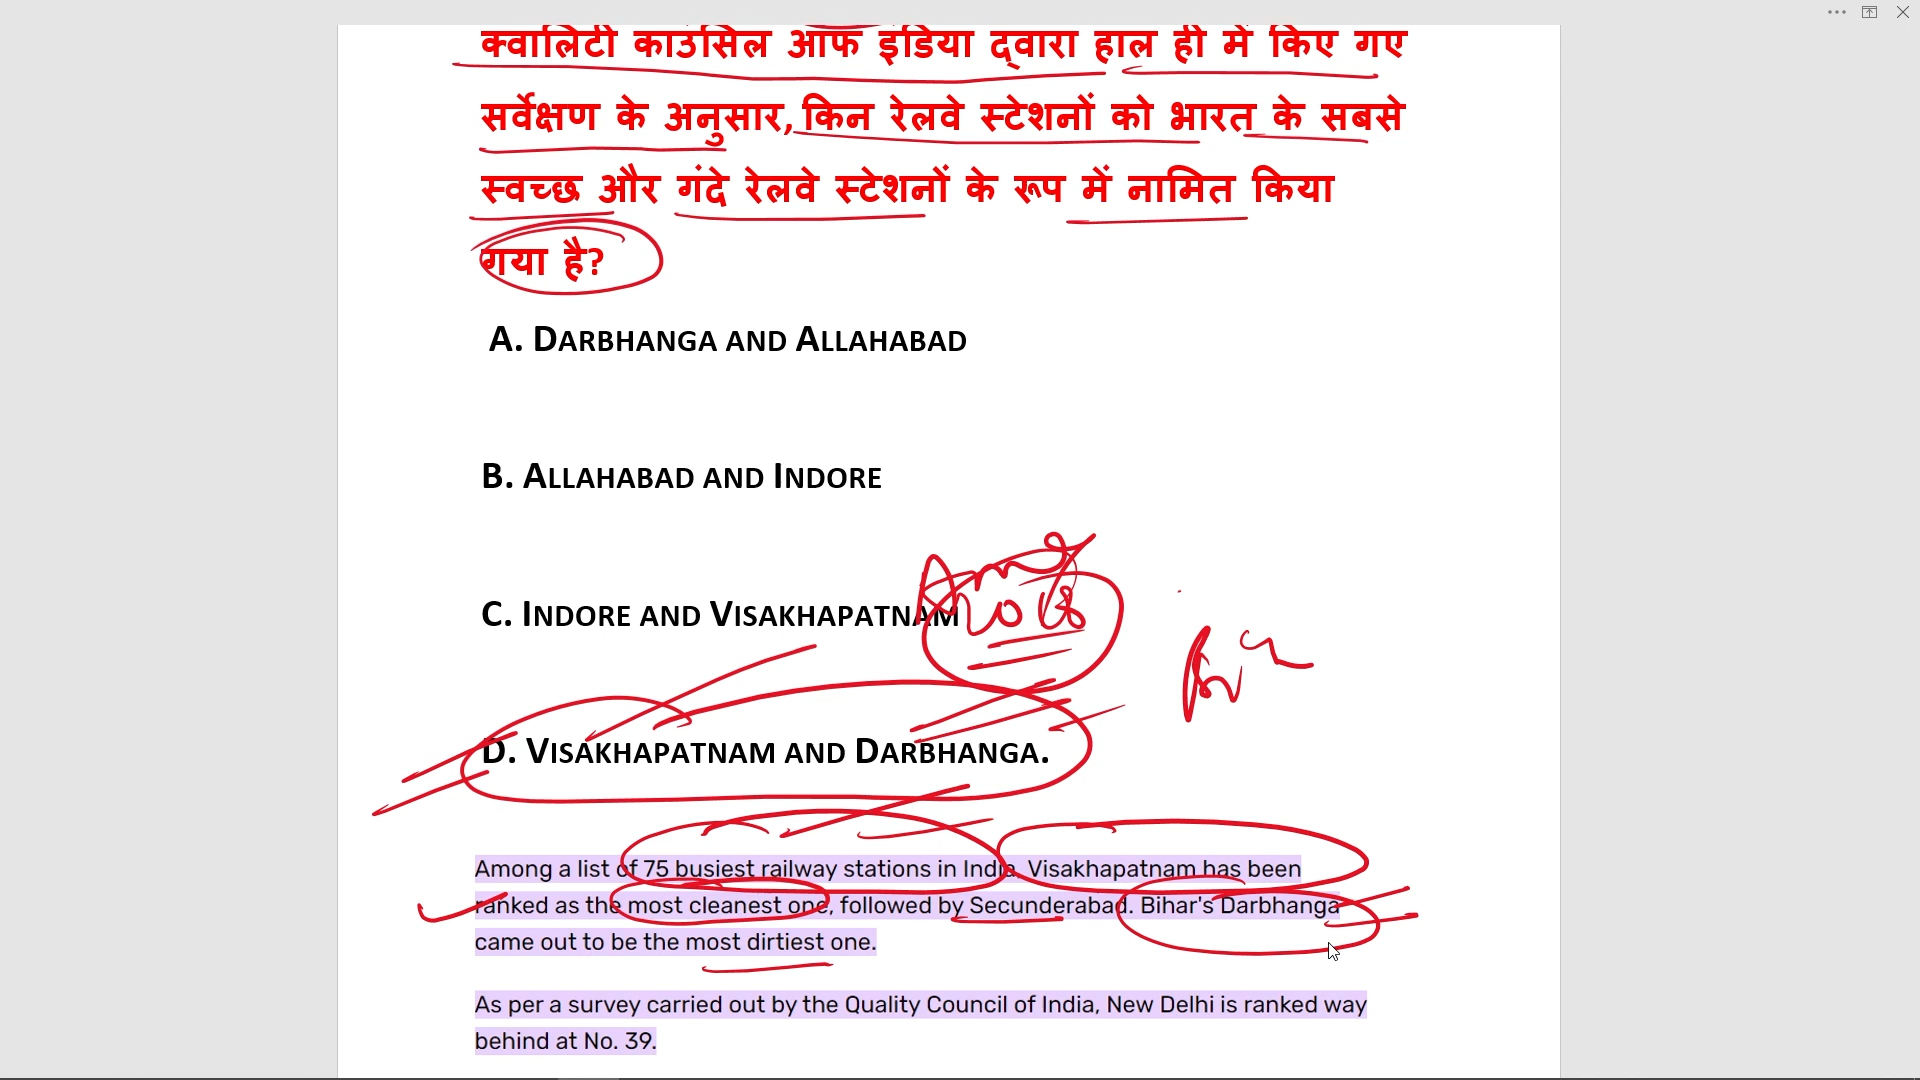 क्वालिटी काउंसिल ऑफ इंडिया द्वारा हाल ही में किए गए
सर्वेक्षण के अनुसार, किन रेलवे स्टेशनों को भारत के सबसे
स्वच्छ और गंदे रेलवे स्टेशनों के रूप में नामित किया
गया है?
A. DARBHANGA AND ALLAHABAD
B. ALLAHABAD AND INDORE
C. INDORE AND VISAKHAPATNAM
D. VISAKHAPATNAM AND DARBHANGA.
Among a list of 75 busiest railway stations in India, Visakhapatnam has been
ranked as the most cleanest one, followed by Secunderabad. Bihar's Darbhanga
came out to be the most dirtiest one.
As per a survey carried out by the Quality Council of India, New Delhi is ranked way
behind at No. 39.